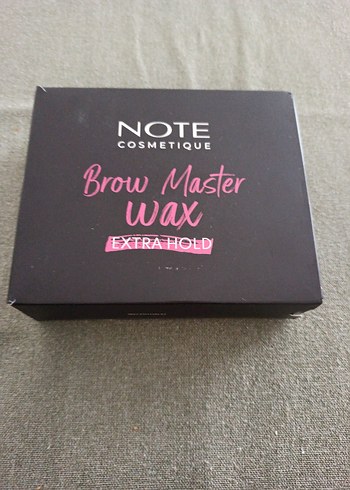 NOTE
COSMETIQUE
Brow Master
wax
EXTRA HOLD